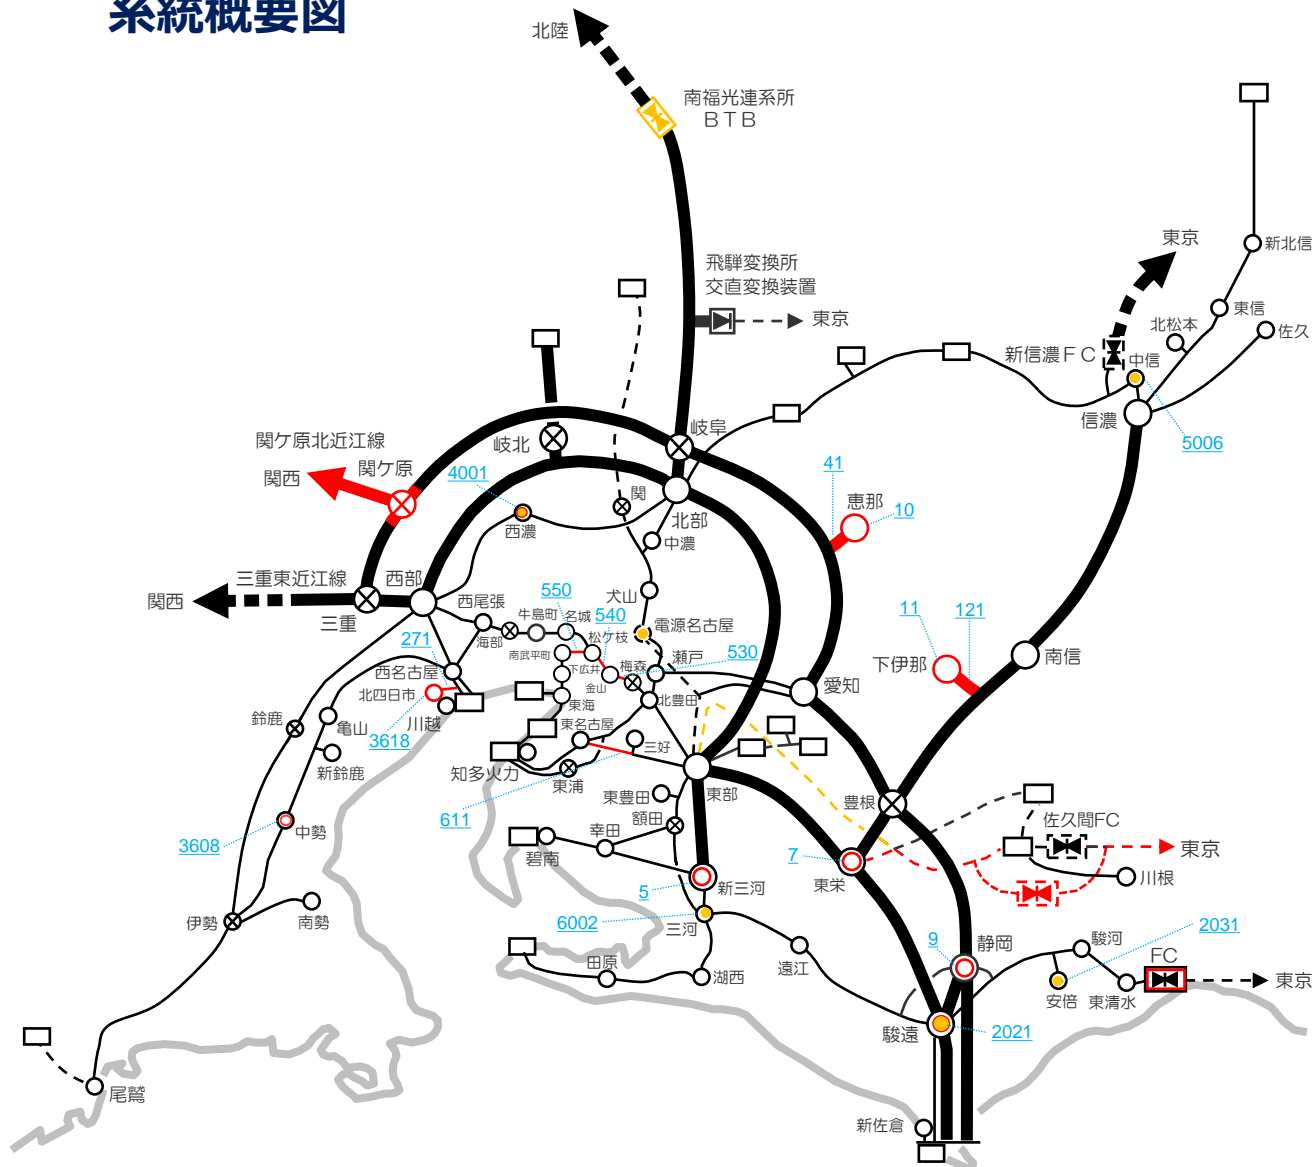 系統概要図
北陸
南福光連系所
ＢＴＢ
東京
新北信
飛騨変換所
交直変換装置
東京
東信
北松本
佐久
新信濃ＦＣ
中信
信濃
5006
岐阜
岐北
関ケ原北近江線
関西
関ケ原
4001
41
恵那
10
関
西濃
北部
中濃
三重東近江線
西部
関西
三重
犬山
550
西尾張
牛島町
名城
540
海部
松ケ枝
電源名古屋
271
南武平町
梅森
530
瀬戸
11
121
下伊那
南信
西名古屋
下広井
金山
北四日市
東海
北豊田
愛知
鈴鹿
亀山
川越
東名古屋
3618
三好
新鈴鹿
知多火力
東浦
東部
豊根
東豊田
611
額田
佐久間FC
3608
中勢
幸田
7
東京
碧南
東栄
川根
5
新三河
伊勢
南勢
6002
三河
9
静岡
2031
駿河
FC
田原
遠江
湖西
安倍
東清水
東京
駿遠
2021
尾鷲
新佐倉